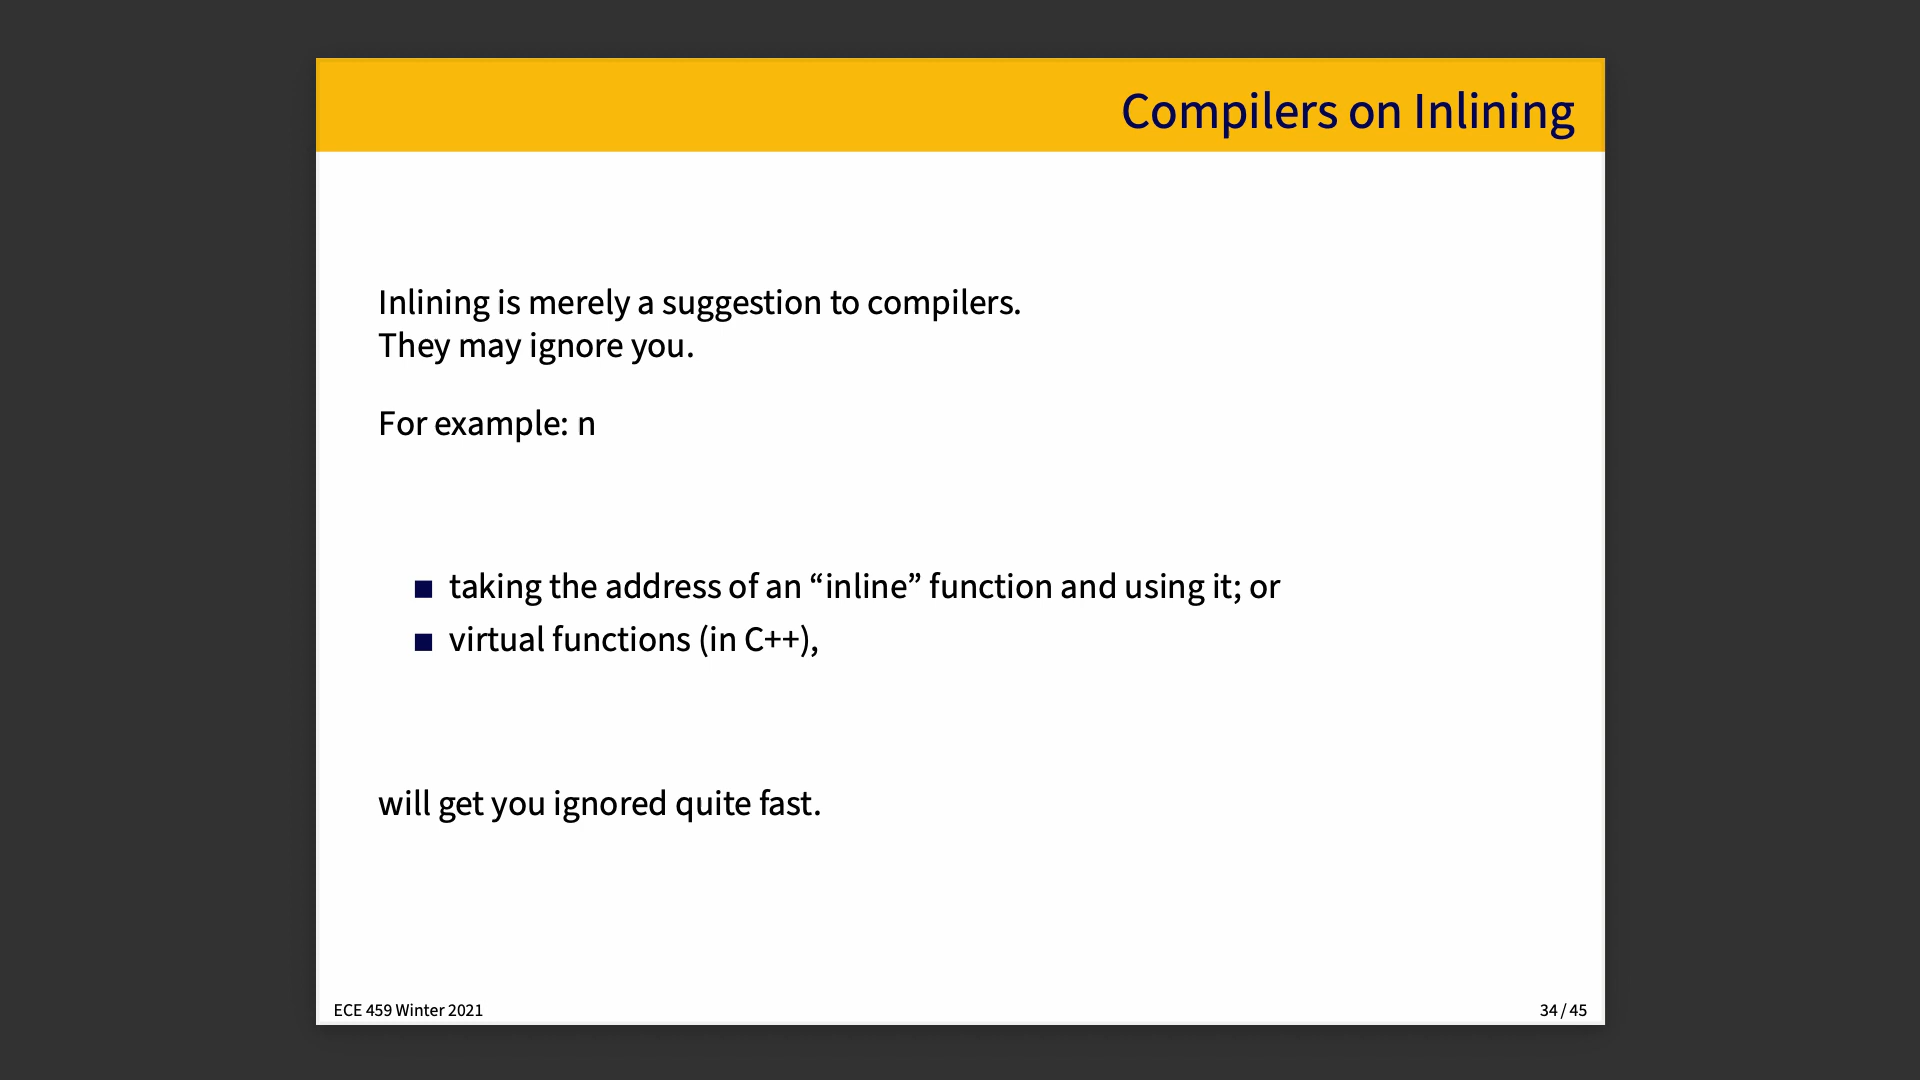 Compilers on Inlining
Inlining is merely a suggestion to compilers.
They may ignore you.
For example: n
■ taking the address of an “inline” function and using it; or
■ virtual functions (in C++),
will get you ignored quite fast.
ECE 459 Winter 2021
34 / 45